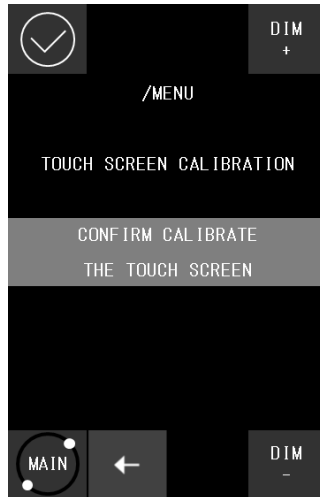 DIM
+
/MENU
TOUCH SCREEN CALIBRATION
CONFIRM CALIBRATE
THE TOUCH SCREEN
MAIN
DIM
-